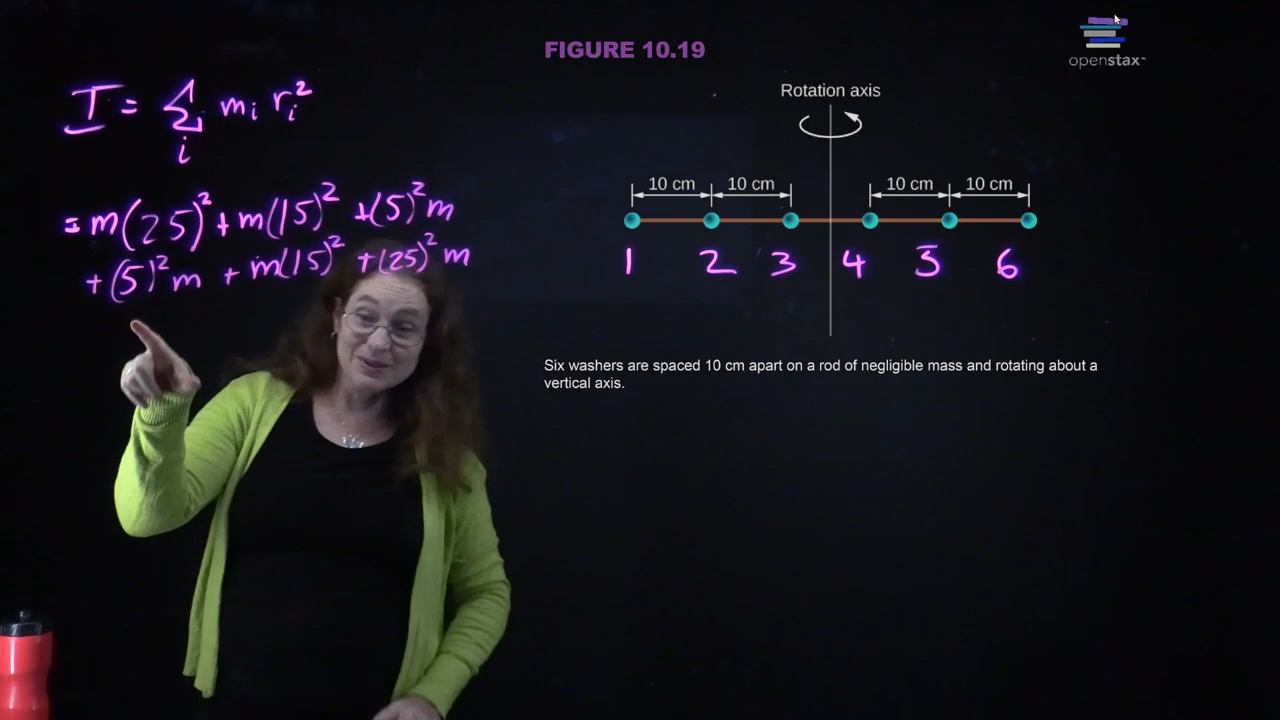 FIGURE 10.19
openstax™
I = Σ mᵢ rᵢ²
i
= m(25)² + m(15)² + (5)² m
+ (5)² m + m(15)² + (25)² m
Rotation axis
10 cm 10 cm 10 cm 10 cm
1 2 3 4 5 6
Six washers are spaced 10 cm apart on a rod of negligible mass and rotating about a
vertical axis.